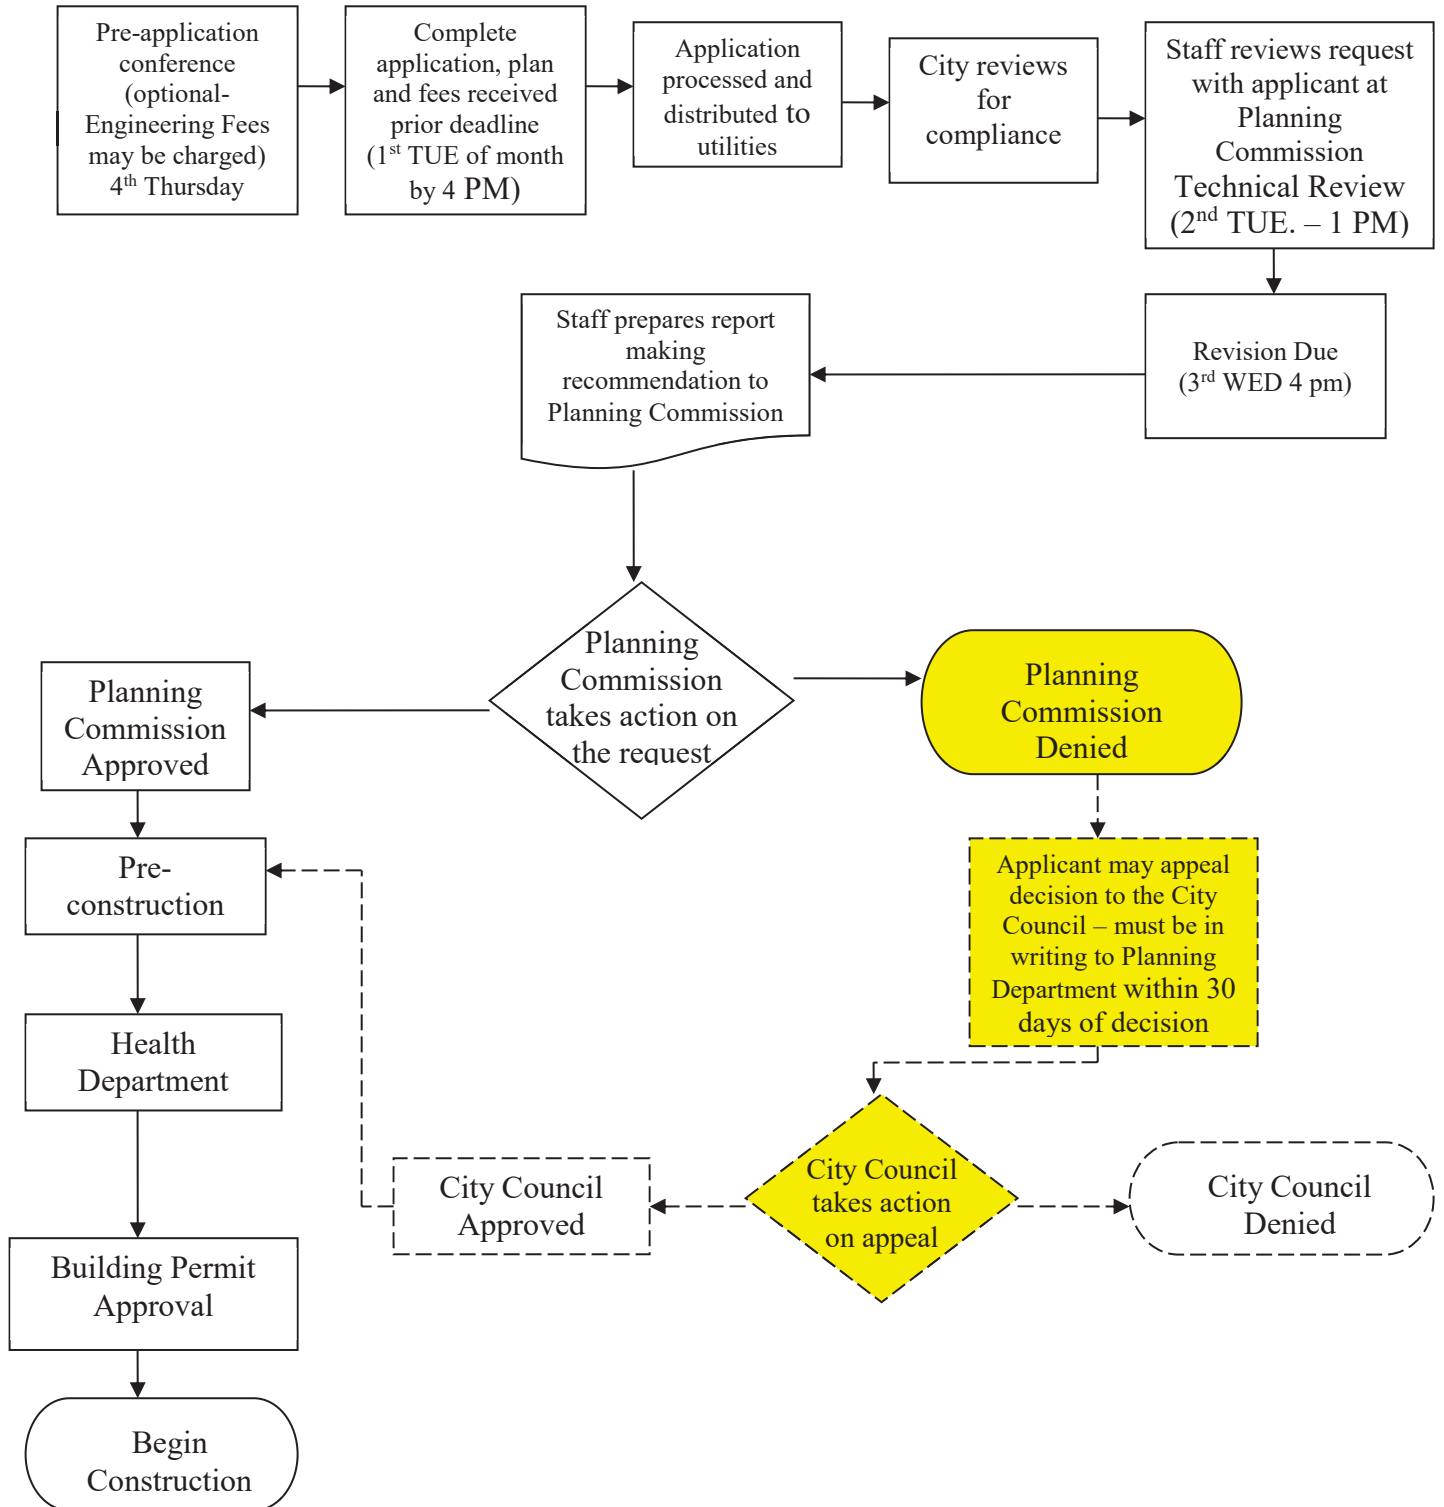 Pre-application
conference
(optional-
Engineering Fees
may be charged)
4th Thursday
Complete
application, plan
and fees received
prior deadline
(1st TUE of month
by 4 PM)
Application
processed and
distributed to
utilities
City reviews
for
compliance
Staff reviews request
with applicant at
Planning
Commission
Technical Review
(2nd TUE. – 1 PM)
Revision Due
(3rd WED 4 pm)
Staff prepares report
making
recommendation to
Planning Commission
Planning
Commission
takes action on
the request
Planning
Commission
Approved
Planning
Commission
Denied
Pre-
construction
Applicant may appeal
decision to the City
Council – must be in
writing to Planning
Department within 30
days of decision
Health
Department
City Council
takes action
on appeal
City Council
Approved
City Council
Denied
Building Permit
Approval
Begin
Construction